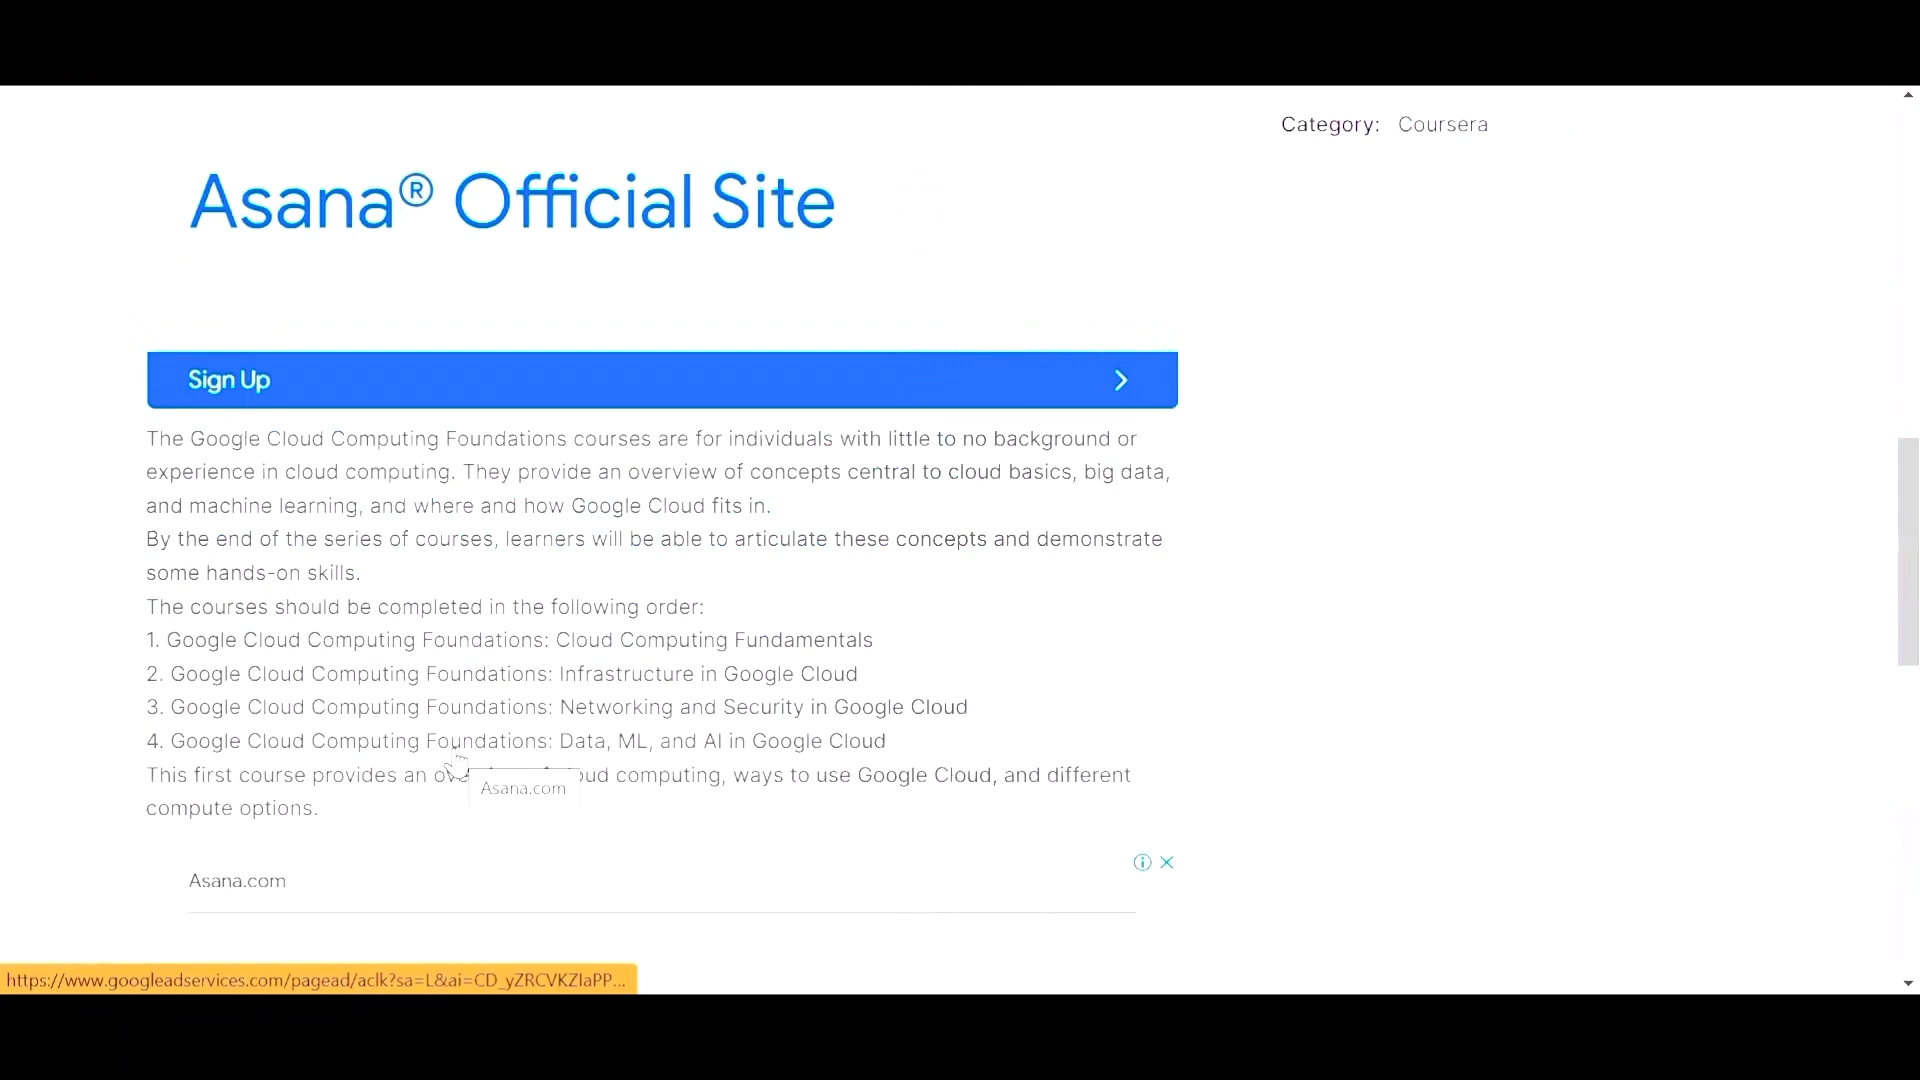 Category: Coursera
Asana® Official Site
Sign Up
The Google Cloud Computing Foundations courses are for individuals with little to no background or
experience in cloud computing. They provide an overview of concepts central to cloud basics, big data,
and machine learning, and where and how Google Cloud fits in.
By the end of the series of courses, learners will be able to articulate these concepts and demonstrate
some hands-on skills.
The courses should be completed in the following order:
1. Google Cloud Computing Foundations: Cloud Computing Fundamentals
2. Google Cloud Computing Foundations: Infrastructure in Google Cloud
3. Google Cloud Computing Foundations: Networking and Security in Google Cloud
4. Google Cloud Computing Foundations: Data, ML, and AI in Google Cloud
This first course provides an computing, ways to use Google Cloud, and different
Asana.com
compute options.
Asana.com
https://www.googleadservices.com/pagead/aclk?sa=L&ai=CD_yZRCVKZIaPP...